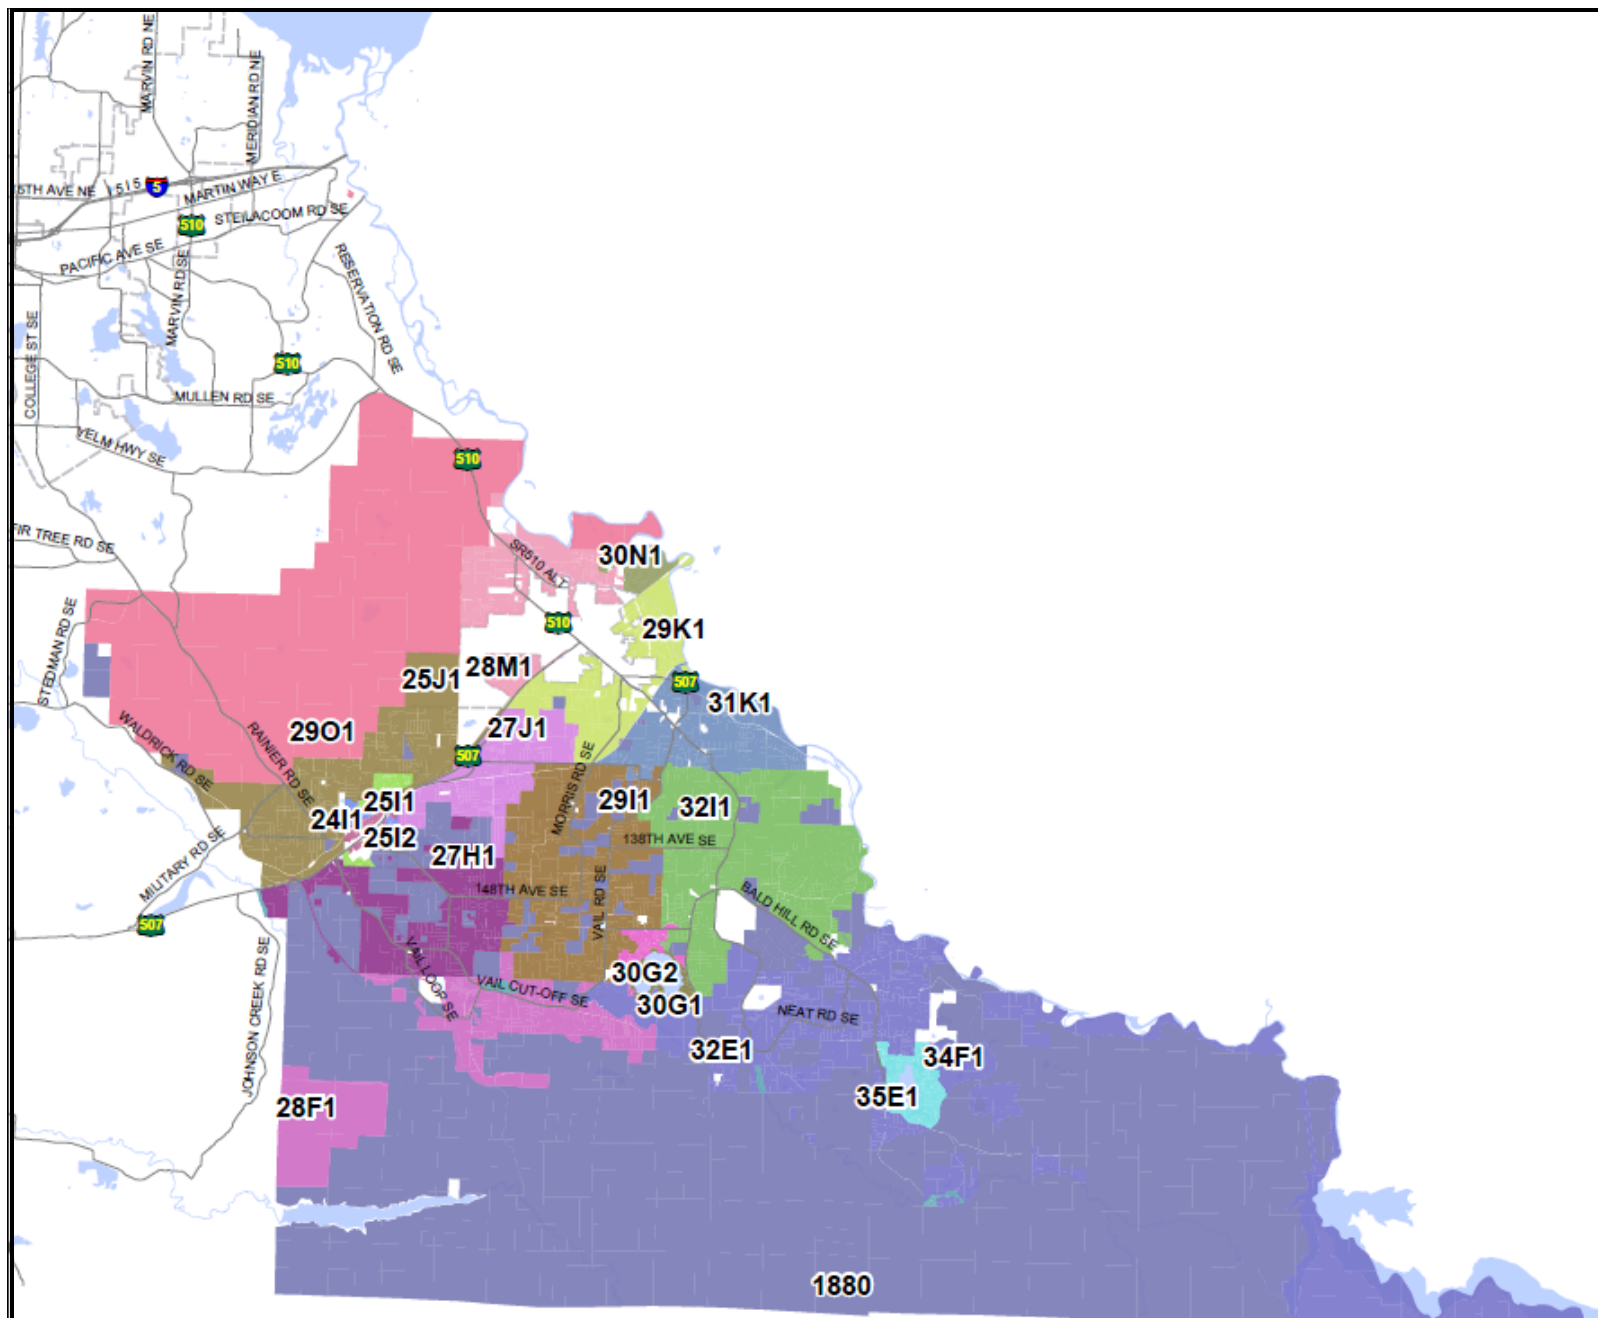 MARVIN RD NE
MERIDIAN RD NE
5
MARTIN WAY E
510
STEILACOOM RD SE
PACIFIC AVE SE
MARVIN RD SE
RESERVATION RD SE
COLLEGE ST SE
510
MULLEN RD SE
YELM HWY SE
510
FIR TREE RD SE
SR510 ALT
30N1
510
29K1
STEDMAN RD SE
25J1
28M1
507
31K1
WALDRICK RD SE
29O1
RAINIER RD SE
27J1
507
MORRIS RD SE
25I1
29I1
32I1
24I1
25I2
138TH AVE SE
MILITARY RD SE
27H1
148TH AVE SE
VAIL RD SE
BALD HILL RD SE
507
JOHNSON CREEK RD SE
VAIL LOOP SE
VAIL CUT-OFF SE
30G2
30G1
NEAT RD SE
32E1
34F1
35E1
28F1
1880